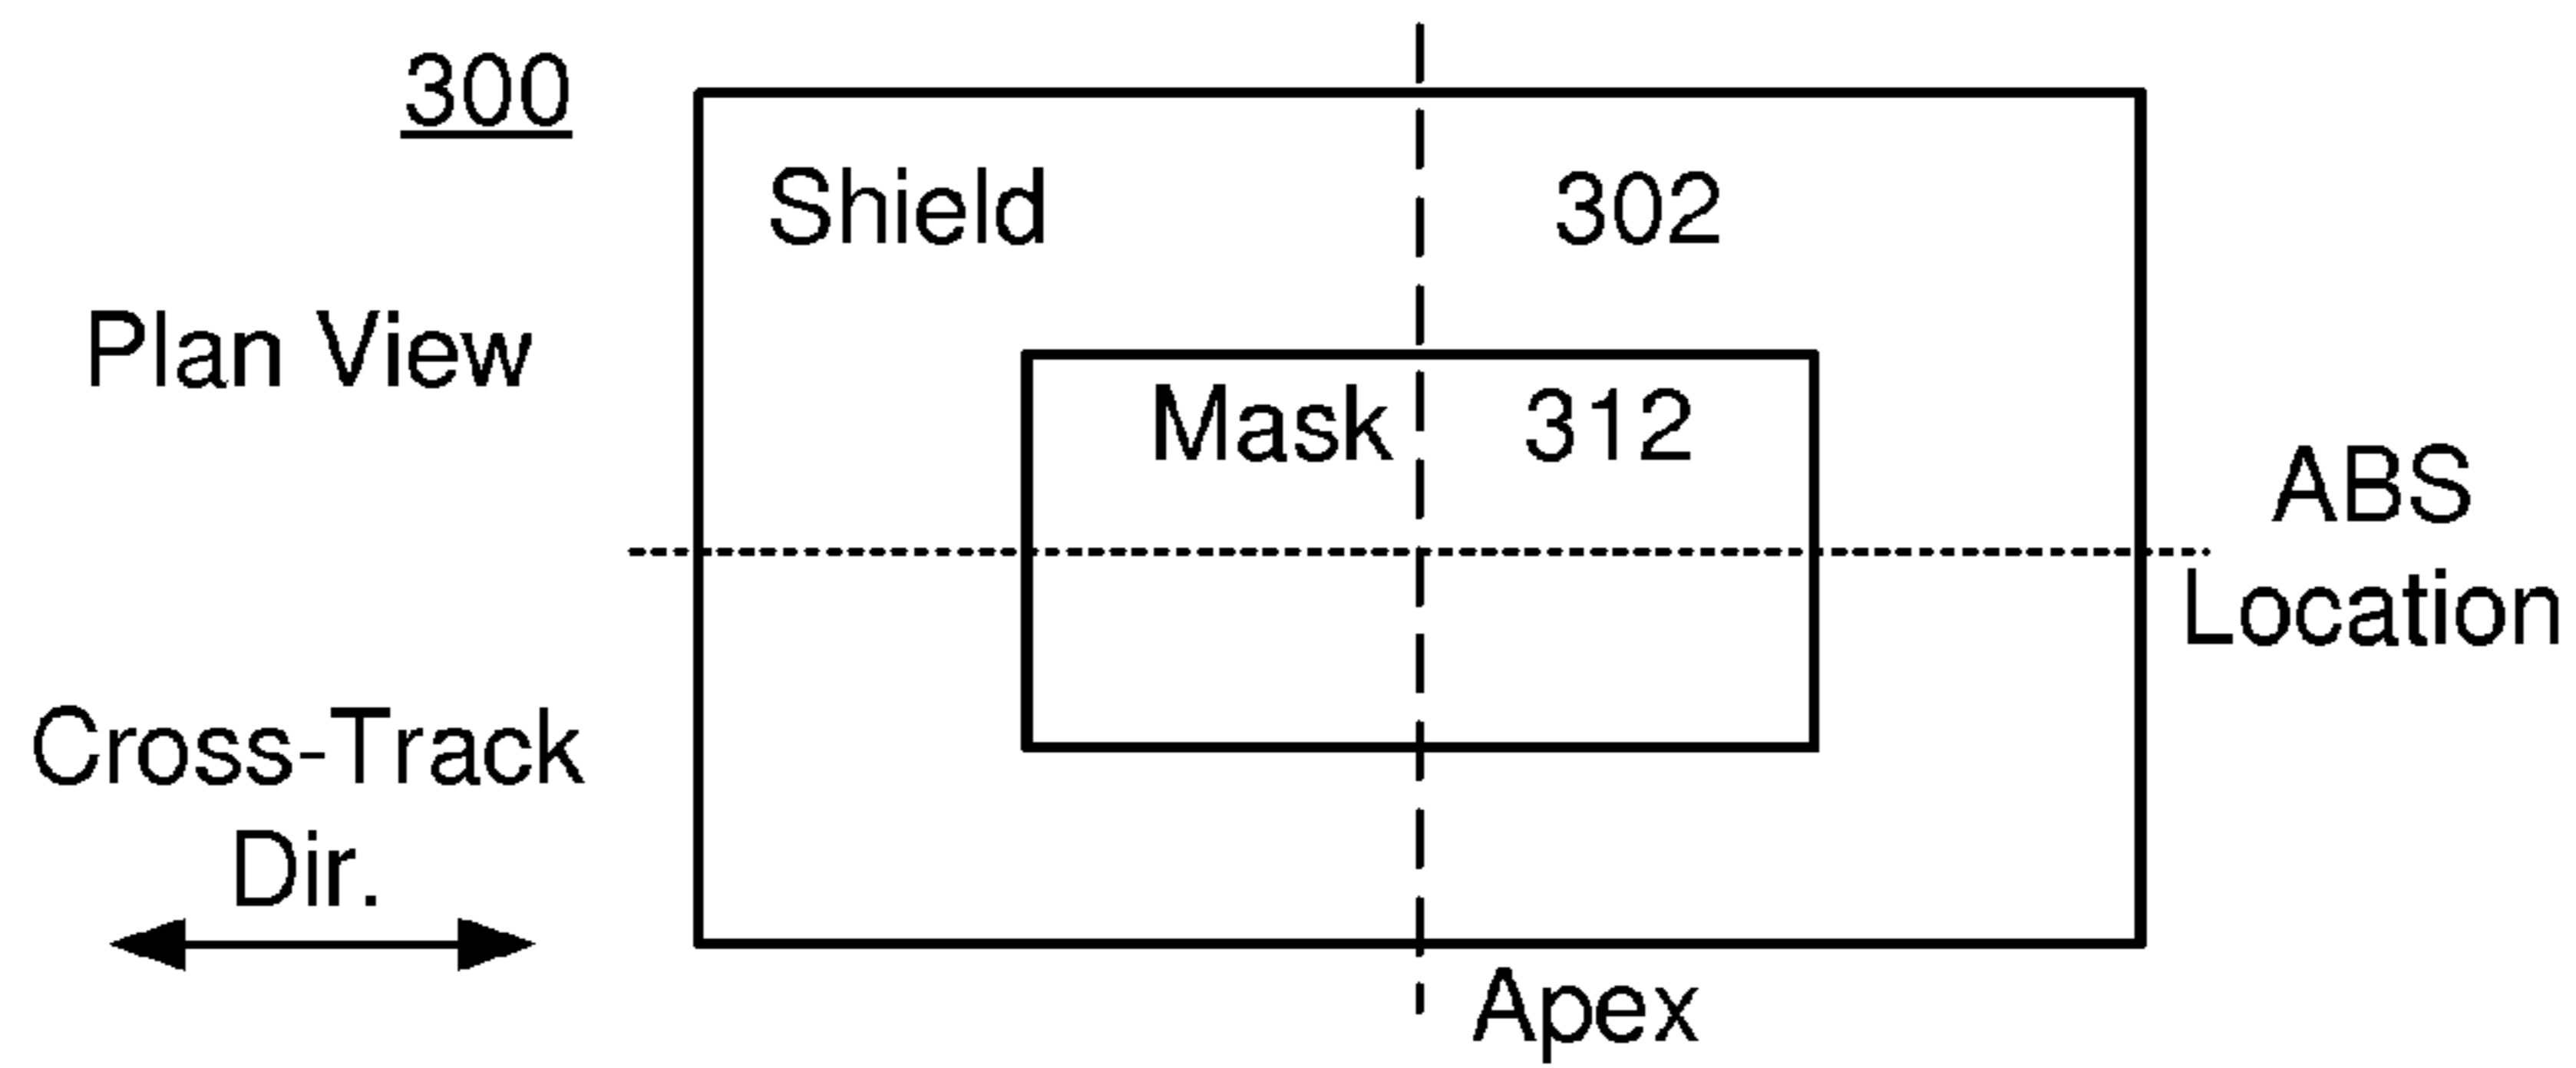 300
Shield 302
Plan View
Mask 312
ABS
Location
Cross-Track
Dir.
Apex